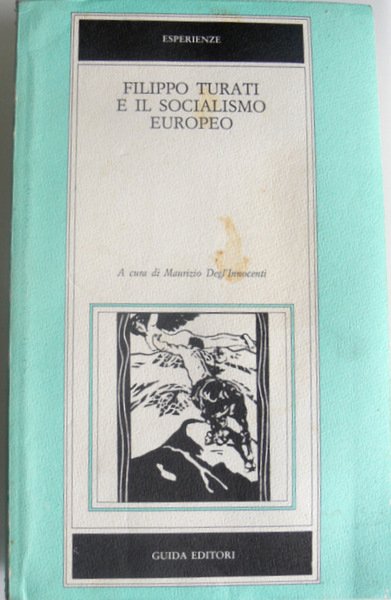 ESPERIENZE
FILIPPO TURATI
E IL SOCIALISMO
EUROPEO
A cura di Maurizio Degl'Innocenti
GUIDA EDITORI